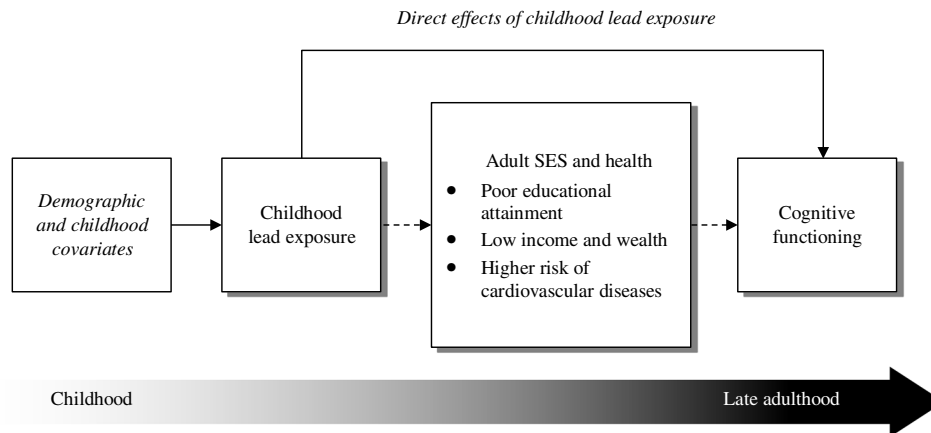 Direct effects of childhood lead exposure
Demographic
and childhood
covariates
Childhood
lead exposure
Adult SES and health
● Poor educational
attainment
● Low income and wealth
● Higher risk of
cardiovascular diseases
Cognitive
functioning
Childhood
Late adulthood